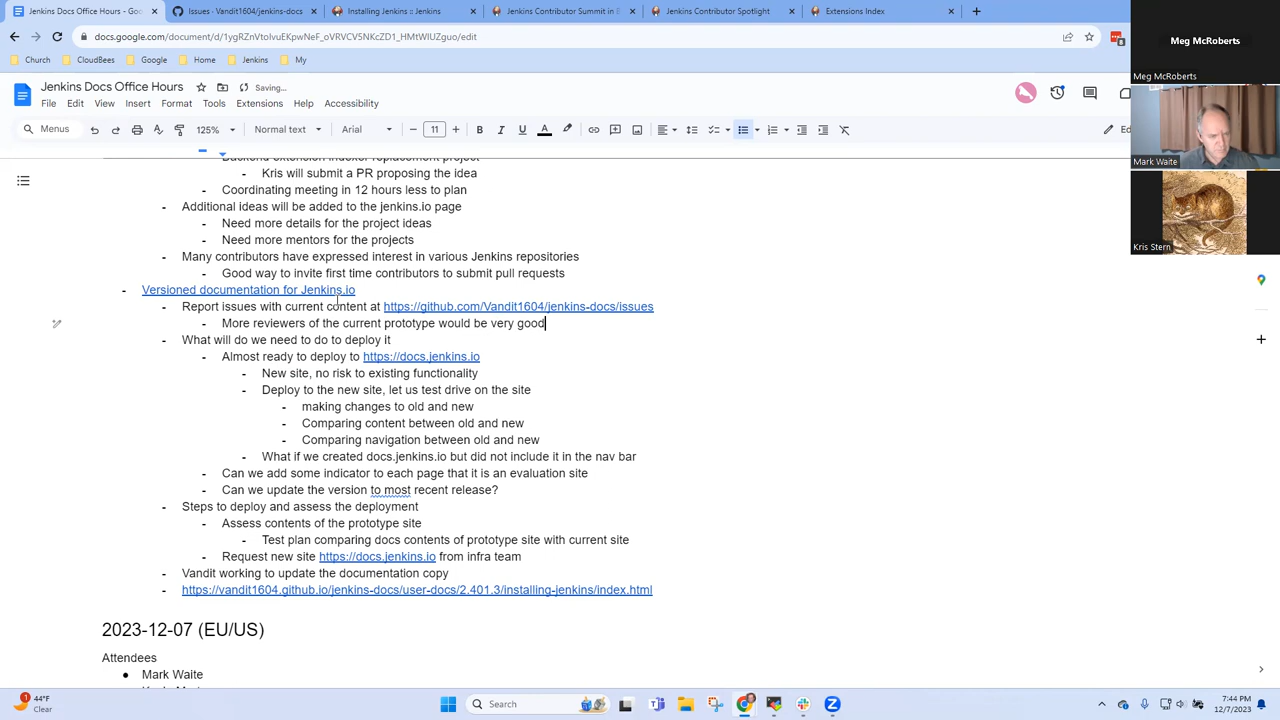 Docs Office Hours - Google Docs
Issues · Vandit1604/jenkins-docs
Installing Jenkins
Jenkins Contributor Summit in B
Jenkins Contributor Spotlight
Extensions Index
docs.google.com/document/d/1ygRZnVtoIvuEKpwNeF_oVRVCV5NKcZD1_HMtWIUZguo/edit
Church
CloudBees
Google
Home
Jenkins
My
Jenkins Docs Office Hours
Saving...
File Edit View Insert Format Tools Extensions Accessibility
Menus
125%
Normal text
Arial
11
Backend extension indexer replacement project
- Kris will submit a PR proposing the idea
- Coordinating meeting in 12 hours less to plan
- Additional ideas will be added to the jenkins.io page
- Need more details for the project ideas
- Need more mentors for the projects
- Many contributors have expressed interest in various Jenkins repositories
- Good way to invite first time contributors to submit pull requests
- Versioned documentation for Jenkins.io
- Report issues with current content at https://github.com/Vandit1604/jenkins-docs/issues
- More reviewers of the current prototype would be very good
- What will do we need to do to deploy it
- Almost ready to deploy to https://docs.jenkins.io
- New site, no risk to existing functionality
- Deploy to the new site, let us test drive on the site
- making changes to old and new
- Comparing content between old and new
- Comparing navigation between old and new
- What if we created docs.jenkins.io but did not include it in the nav bar
- Can we add some indicator to each page that it is an evaluation site
- Can we update the version to most recent release?
- Steps to deploy and assess the deployment
- Assess contents of the prototype site
- Test plan comparing docs contents of prototype site with current site
- Request new site https://docs.jenkins.io from infra team
- Vandit working to update the documentation copy
- https://vandit1604.github.io/jenkins-docs/user-docs/2.401.3/installing-jenkins/index.html
2023-12-07 (EU/US)
Attendees
● Mark Waite
Meg McRoberts
Meg McRoberts
Mark Waite
Kris Stern
44°F
Clear
Search
7:44 PM
12/7/2023